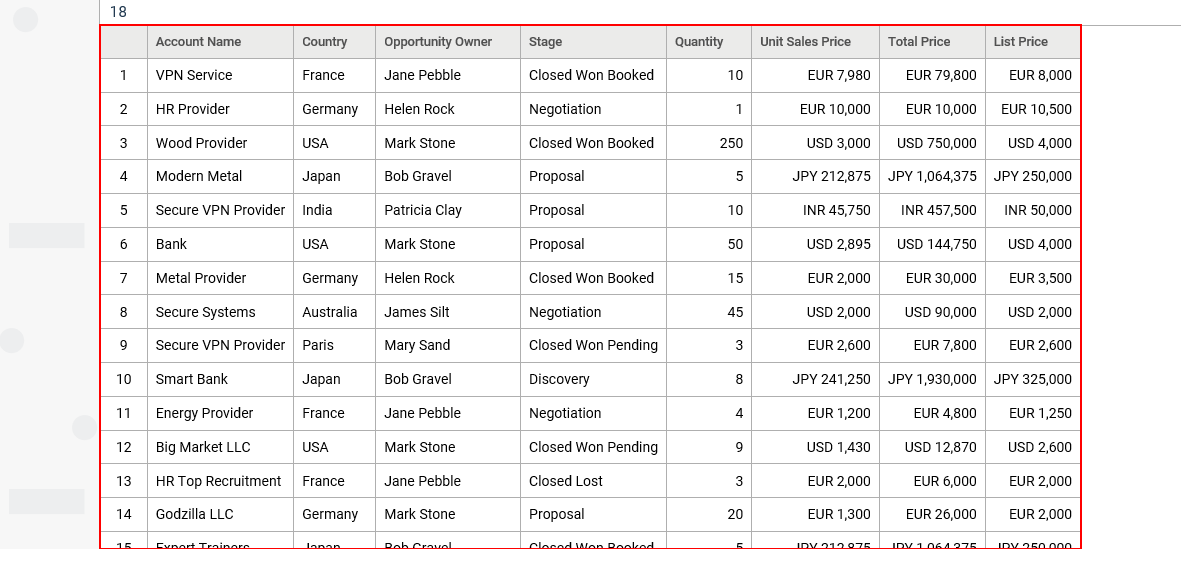 18
Account Name Country Opportunity Owner Stage Quantity Unit Sales Price Total Price List Price
1 VPN Service France Jane Pebble Closed Won Booked 10 EUR 7,980 EUR 79,800 EUR 8,000
2 HR Provider Germany Helen Rock Negotiation 1 EUR 10,000 EUR 10,000 EUR 10,500
3 Wood Provider USA Mark Stone Closed Won Booked 250 USD 3,000 USD 750,000 USD 4,000
4 Modern Metal Japan Bob Gravel Proposal 5 JPY 212,875 JPY 1,064,375 JPY 250,000
5 Secure VPN Provider India Patricia Clay Proposal 10 INR 45,750 INR 457,500 INR 50,000
6 Bank USA Mark Stone Proposal 50 USD 2,895 USD 144,750 USD 4,000
7 Metal Provider Germany Helen Rock Closed Won Booked 15 EUR 2,000 EUR 30,000 EUR 3,500
8 Secure Systems Australia James Silt Negotiation 45 USD 2,000 USD 90,000 USD 2,000
9 Secure VPN Provider Paris Mary Sand Closed Won Pending 3 EUR 2,600 EUR 7,800 EUR 2,600
10 Smart Bank Japan Bob Gravel Discovery 8 JPY 241,250 JPY 1,930,000 JPY 325,000
11 Energy Provider France Jane Pebble Negotiation 4 EUR 1,200 EUR 4,800 EUR 1,250
12 Big Market LLC USA Mark Stone Closed Won Pending 9 USD 1,430 USD 12,870 USD 2,600
13 HR Top Recruitment France Jane Pebble Closed Lost 3 EUR 2,000 EUR 6,000 EUR 2,000
14 Godzilla LLC Germany Mark Stone Proposal 20 EUR 1,300 EUR 26,000 EUR 2,000
15 Expert Trainers Japan Bob Gravel Closed Won Booked 5 JPY 212,875 JPY 1,064,375 JPY 250,000